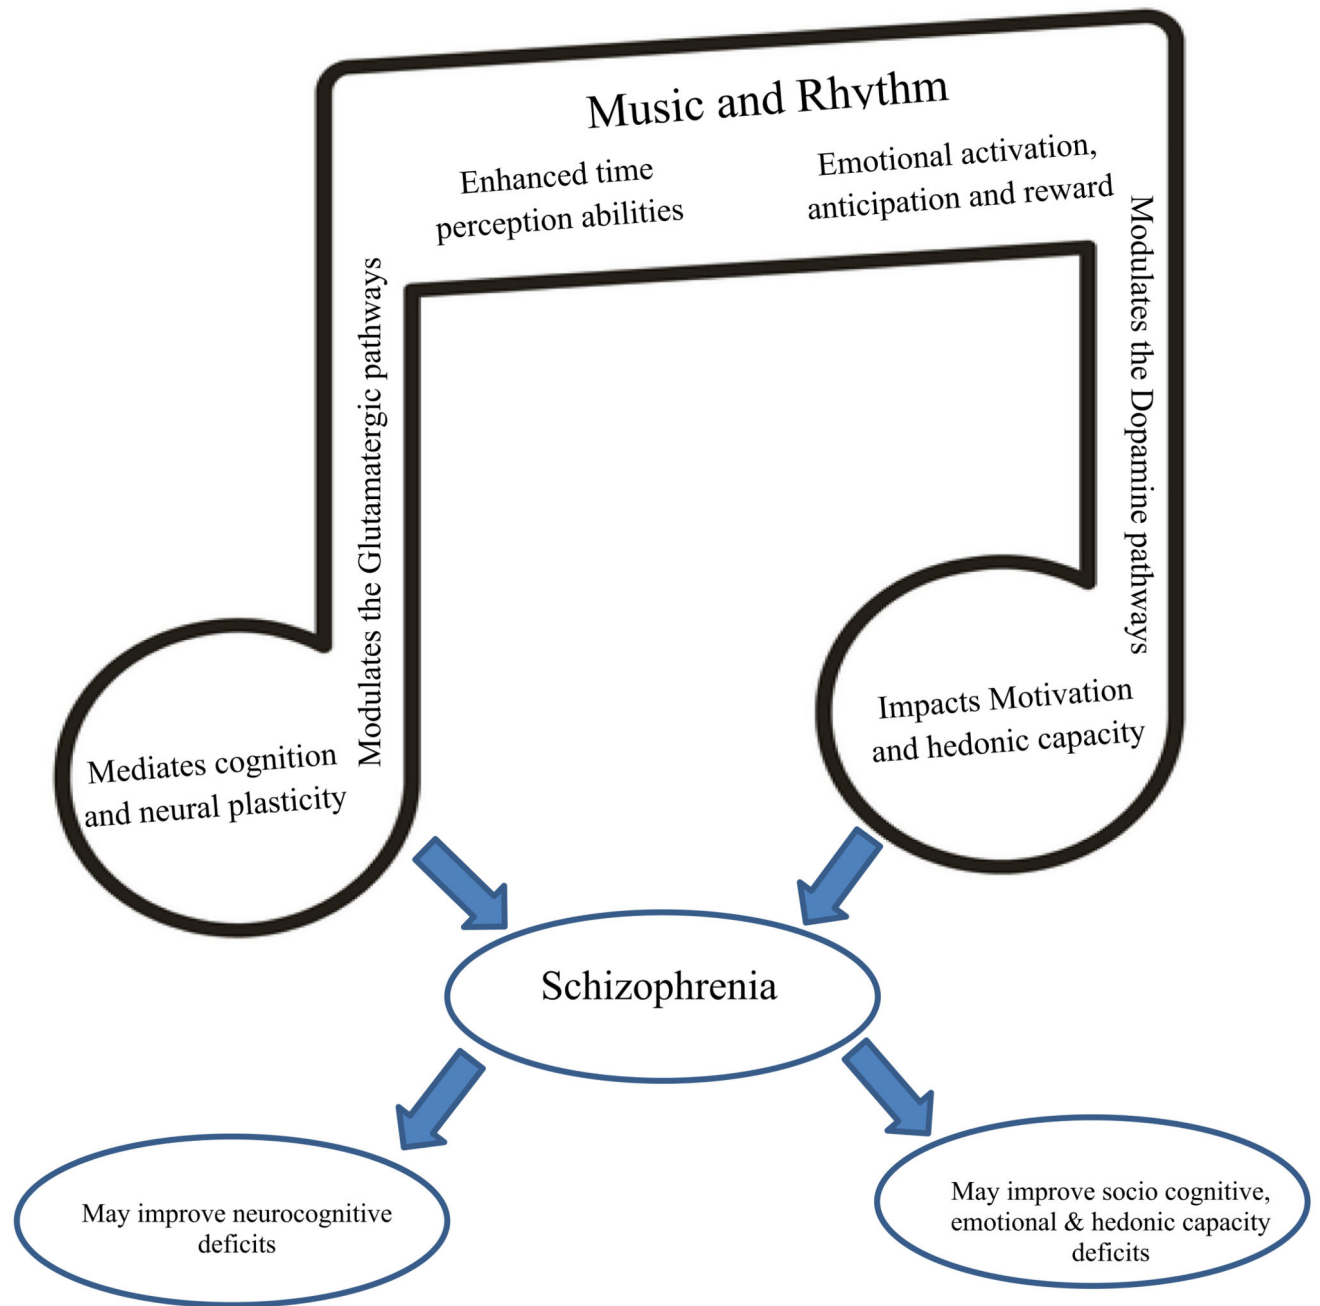 Music and Rhythm
Enhanced time
perception abilities
Emotional activation,
anticipation and reward
Modulates the Glutamatergic pathways
Modulates the Dopamine pathways
Mediates cognition
and neural plasticity
Impacts Motivation
and hedonic capacity
Schizophrenia
May improve neurocognitive
deficits
May improve socio cognitive,
emotional & hedonic capacity
deficits